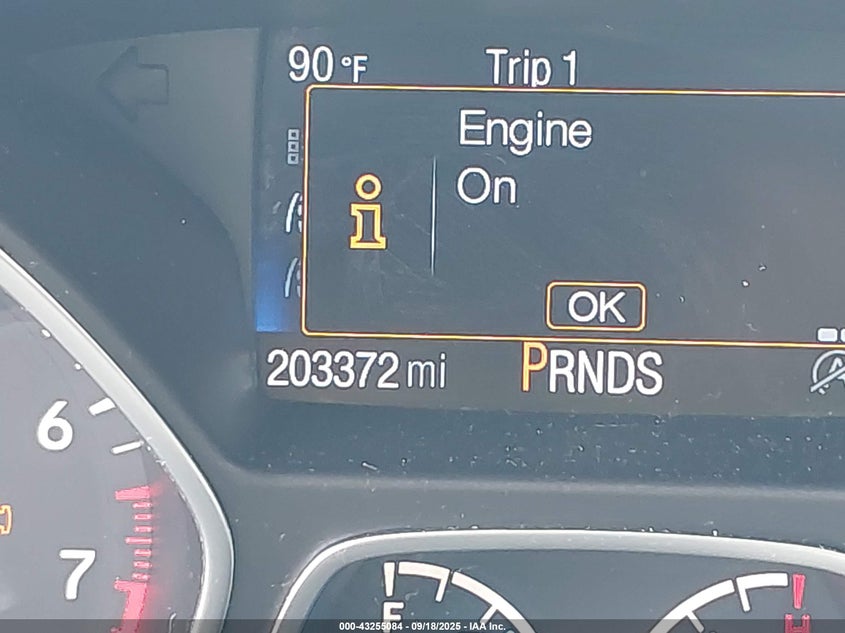 90 °F Trip 1
Engine
On
OK
203372 mi PRNDS
6
7
F
H
000-43255084 - 09/18/2025 - IAA Inc.